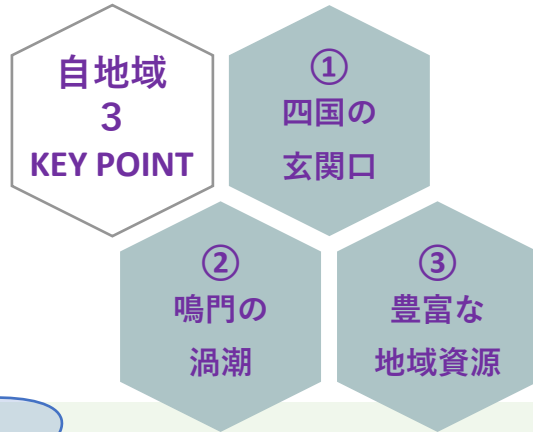 自地域
3
KEY POINT
①
四国の
玄関口
②
鳴門の
渦潮
③
豊富な
地域資源